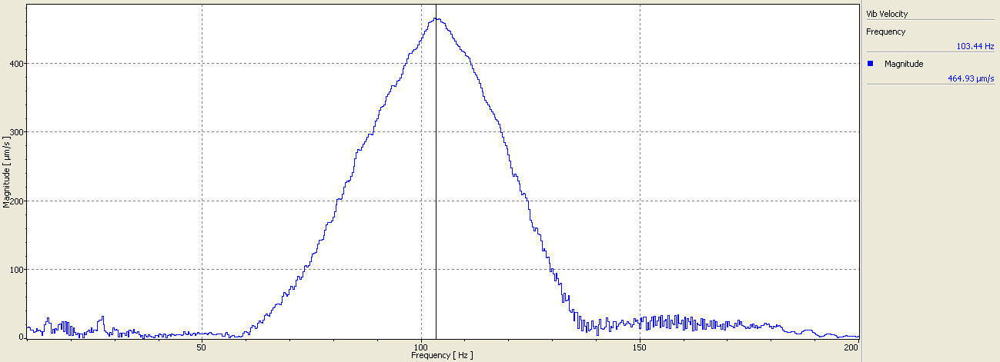 Vib Velocity
Frequency
103.44 Hz
Magnitude
464.93 µm/s
Magnitude [ µm/s ]
400
300
200
100
0
50
100
150
200
Frequency [ Hz ]